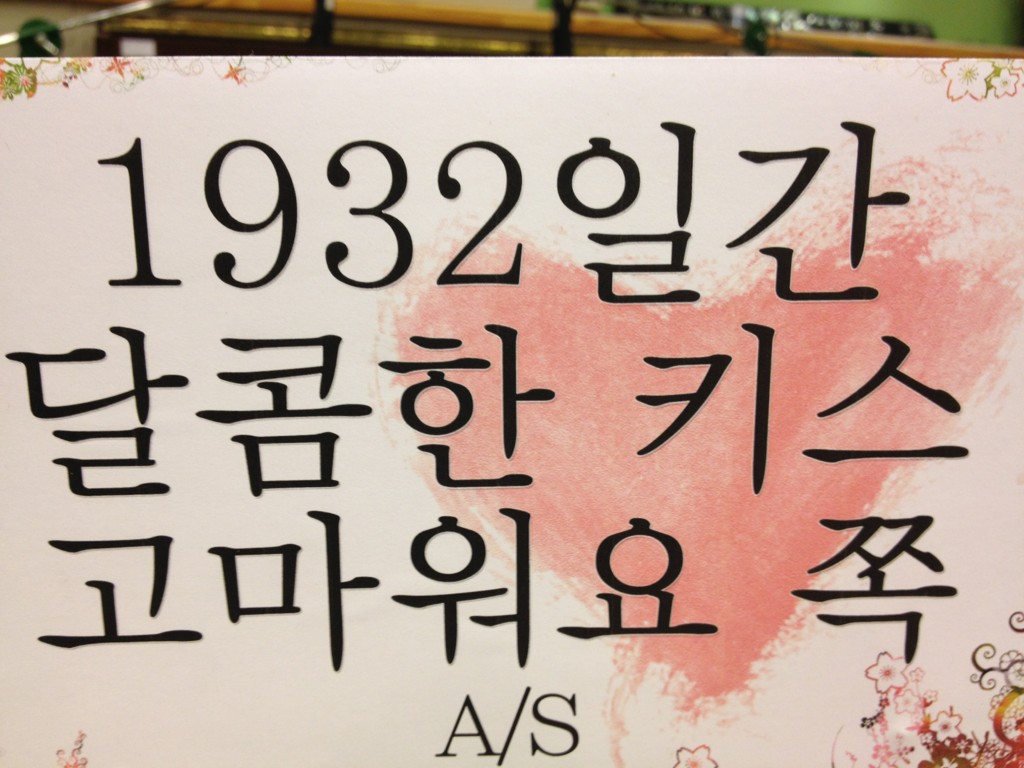 1932일간
달콤한 키스
고마워요 쪽
A/S